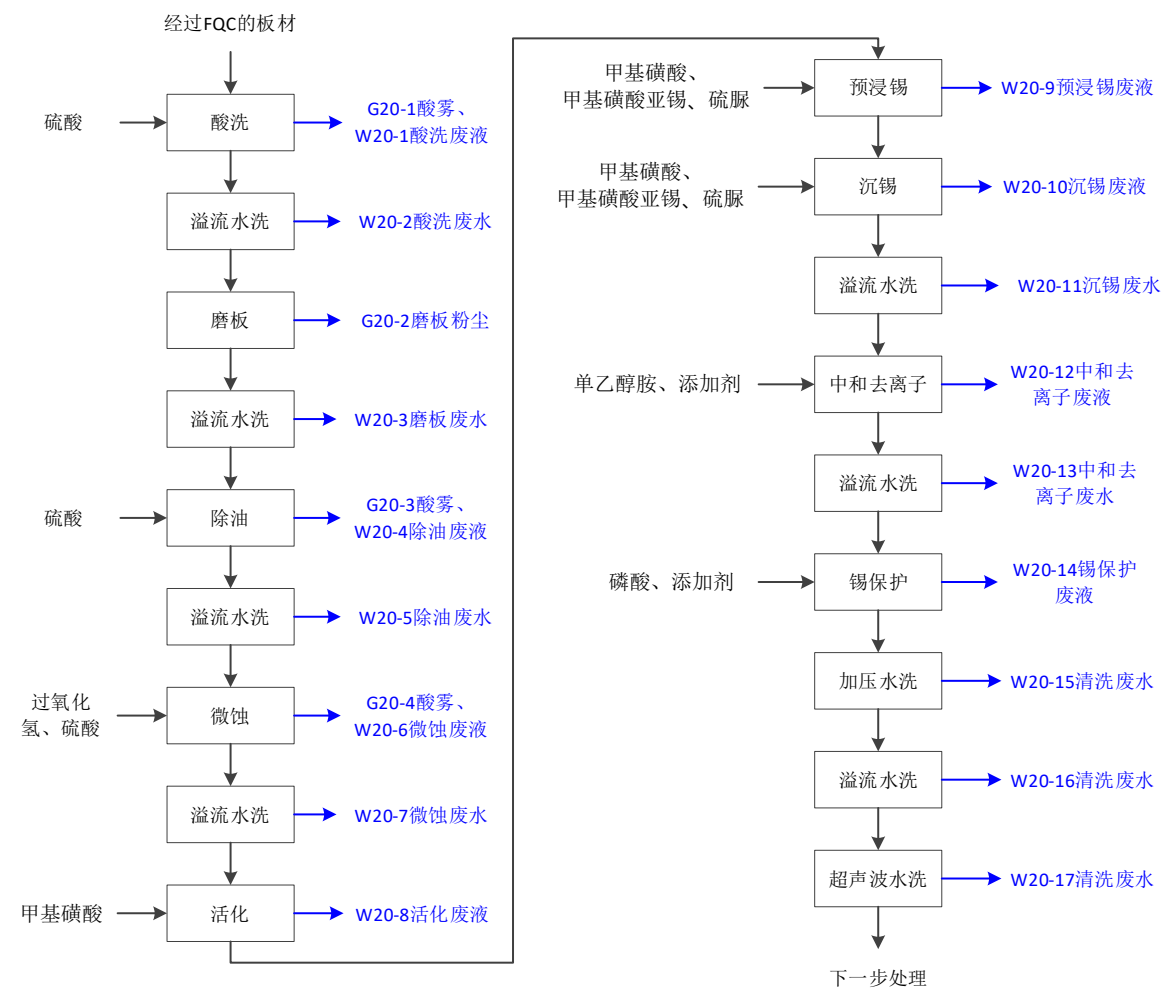 经过FQC的板材
硫酸
酸洗
G20-1酸雾、
W20-1酸洗废液
溢流水洗
W20-2酸洗废水
磨板
G20-2磨板粉尘
溢流水洗
W20-3磨板废水
硫酸
除油
G20-3酸雾、
W20-4除油废液
溢流水洗
W20-5除油废水
过氧化
氢、硫酸
微蚀
G20-4酸雾、
W20-6微蚀废液
溢流水洗
W20-7微蚀废水
甲基磺酸
活化
W20-8活化废液
甲基磺酸、
甲基磺酸亚锡、硫脲
预浸锡
W20-9预浸锡废液
甲基磺酸、
甲基磺酸亚锡、硫脲
沉锡
W20-10沉锡废液
溢流水洗
W20-11沉锡废水
单乙醇胺、添加剂
中和去离子
W20-12中和去
离子废液
溢流水洗
W20-13中和去
离子废水
磷酸、添加剂
锡保护
W20-14锡保护
废液
加压水洗
W20-15清洗废水
溢流水洗
W20-16清洗废水
超声波水洗
W20-17清洗废水
下一步处理